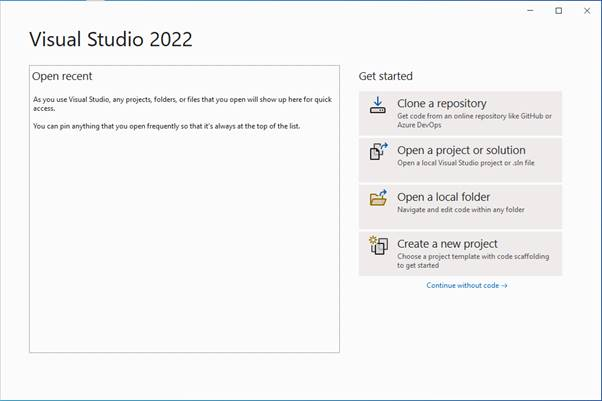 Visual Studio 2022
Open recent
As you use Visual Studio, any projects, folders, or files that you open will show up here for quick
access.
You can pin anything that you open frequently so that it's always at the top of the list.
Get started
Clone a repository
Get code from an online repository like GitHub or
Azure DevOps
Open a project or solution
Open a local Visual Studio project or .sln file
Open a local folder
Navigate and edit code within any folder
Create a new project
Choose a project template with code scaffolding
to get started
Continue without code →